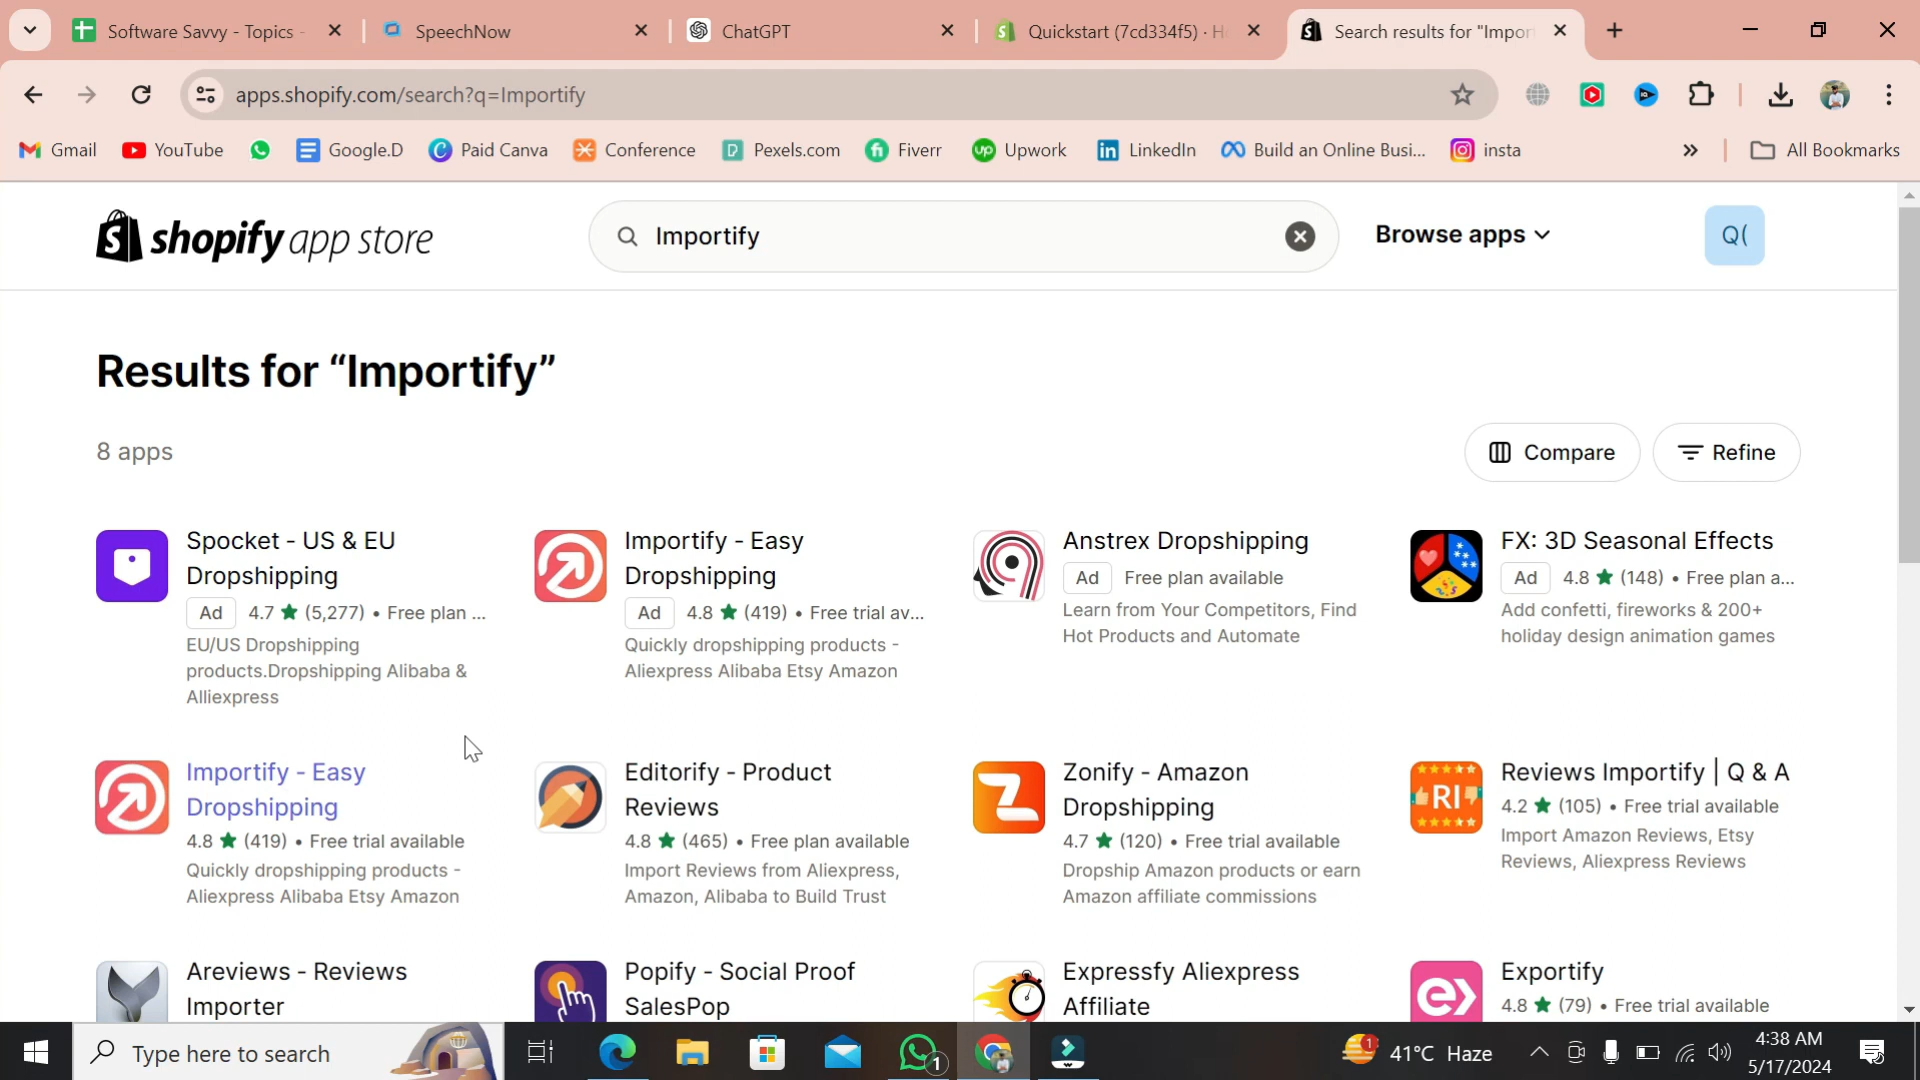 Software Savvy - Topics -
SpeechNow
ChatGPT
Quickstart (7cd334f5) · H
Search results for "Impor
apps.shopify.com/search?q=Importify
Gmail
YouTube
Google.D
Paid Canva
Conference
Pexels.com
Fiverr
Upwork
LinkedIn
Build an Online Busi...
insta
»
All Bookmarks
shopify app store
Importify
Browse apps
Q(
Results for “Importify”
8 apps
Compare
Refine
Spocket - US & EU
Dropshipping
Ad 4.7 ★ (5,277) • Free plan ...
EU/US Dropshipping
products.Dropshipping Alibaba &
Alliexpress
Importify - Easy
Dropshipping
Ad 4.8 ★ (419) • Free trial av...
Quickly dropshipping products -
Aliexpress Alibaba Etsy Amazon
Anstrex Dropshipping
Ad Free plan available
Learn from Your Competitors, Find
Hot Products and Automate
FX: 3D Seasonal Effects
Ad 4.8 ★ (148) • Free plan a...
Add confetti, fireworks & 200+
holiday design animation games
Importify - Easy
Dropshipping
4.8 ★ (419) • Free trial available
Quickly dropshipping products -
Aliexpress Alibaba Etsy Amazon
Editorify - Product
Reviews
4.8 ★ (465) • Free plan available
Import Reviews from Aliexpress,
Amazon, Alibaba to Build Trust
Zonify - Amazon
Dropshipping
4.7 ★ (120) • Free trial available
Dropship Amazon products or earn
Amazon affiliate commissions
RI
Reviews Importify | Q & A
4.2 ★ (105) • Free trial available
Import Amazon Reviews, Etsy
Reviews, Aliexpress Reviews
Areviews - Reviews
Importer
Popify - Social Proof
SalesPop
Expressfy Aliexpress
Affiliate
Exportify
4.8 ★ (79) • Free trial available
Type here to search
1
1
41°C Haze
4:38 AM
5/17/2024